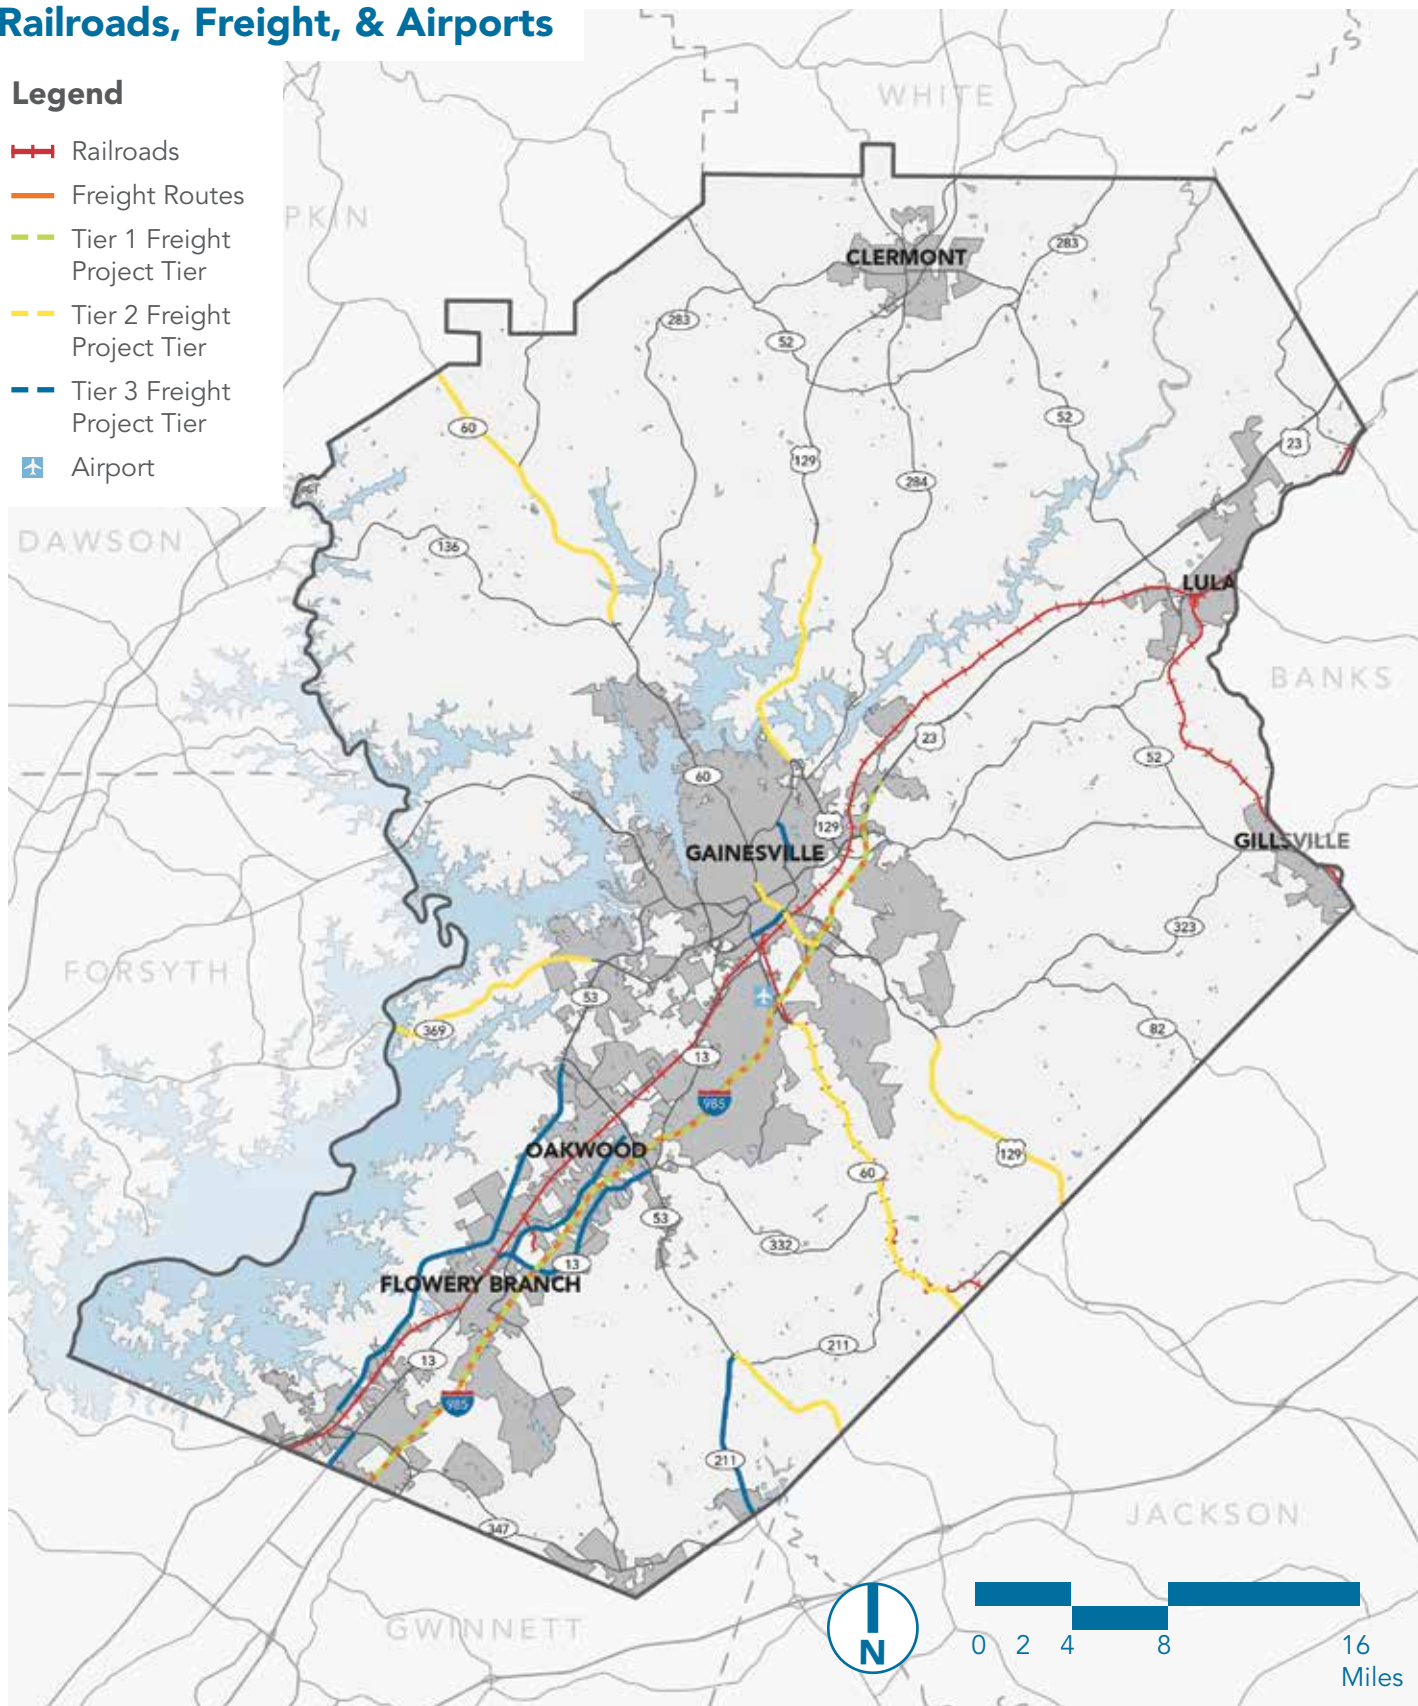 Railroads, Freight, & Airports
Legend
Railroads
Freight Routes
Tier 1 Freight
Project Tier
Tier 2 Freight
Project Tier
Tier 3 Freight
Project Tier
Airport
WHITE
PKIN
CLERMONT
283
283
52
60
52
23
129
284
DAWSON
136
LULA
BANKS
23
52
60
129
GILLSVILLE
GAINESVILLE
323
FORSYTH
53
369
82
13
985
OAKWOOD
129
60
53
332
13
FLOWERY BRANCH
211
13
985
211
JACKSON
347
GWINNETT
N
0 2 4 8 16
Miles